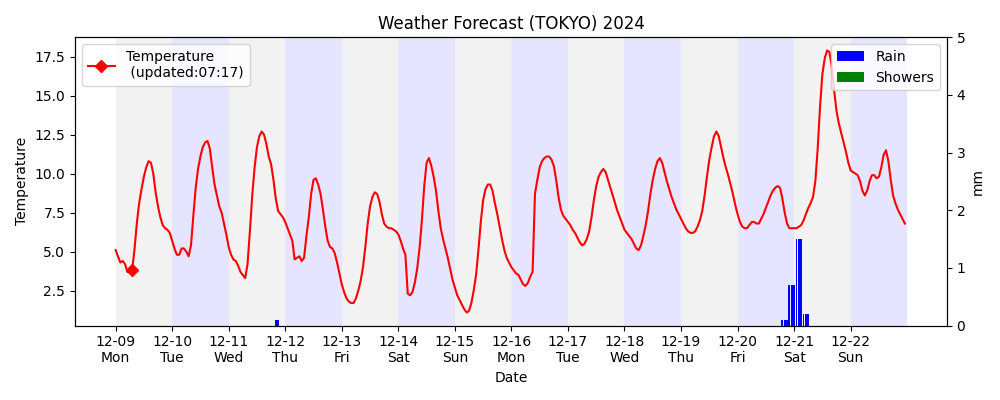 Weather Forecast (TOKYO) 2024
Temperature
(updated:07:17)
Rain
Showers
Temperature
17.5
15.0
12.5
10.0
7.5
5.0
2.5
5
4
3
2
1
0
mm
12-09 12-10 12-11 12-12 12-13 12-14 12-15 12-16 12-17 12-18 12-19 12-20 12-21 12-22
Mon Tue Wed Thu Fri Sat Sun Mon Tue Wed Thu Fri Sat Sun
Date